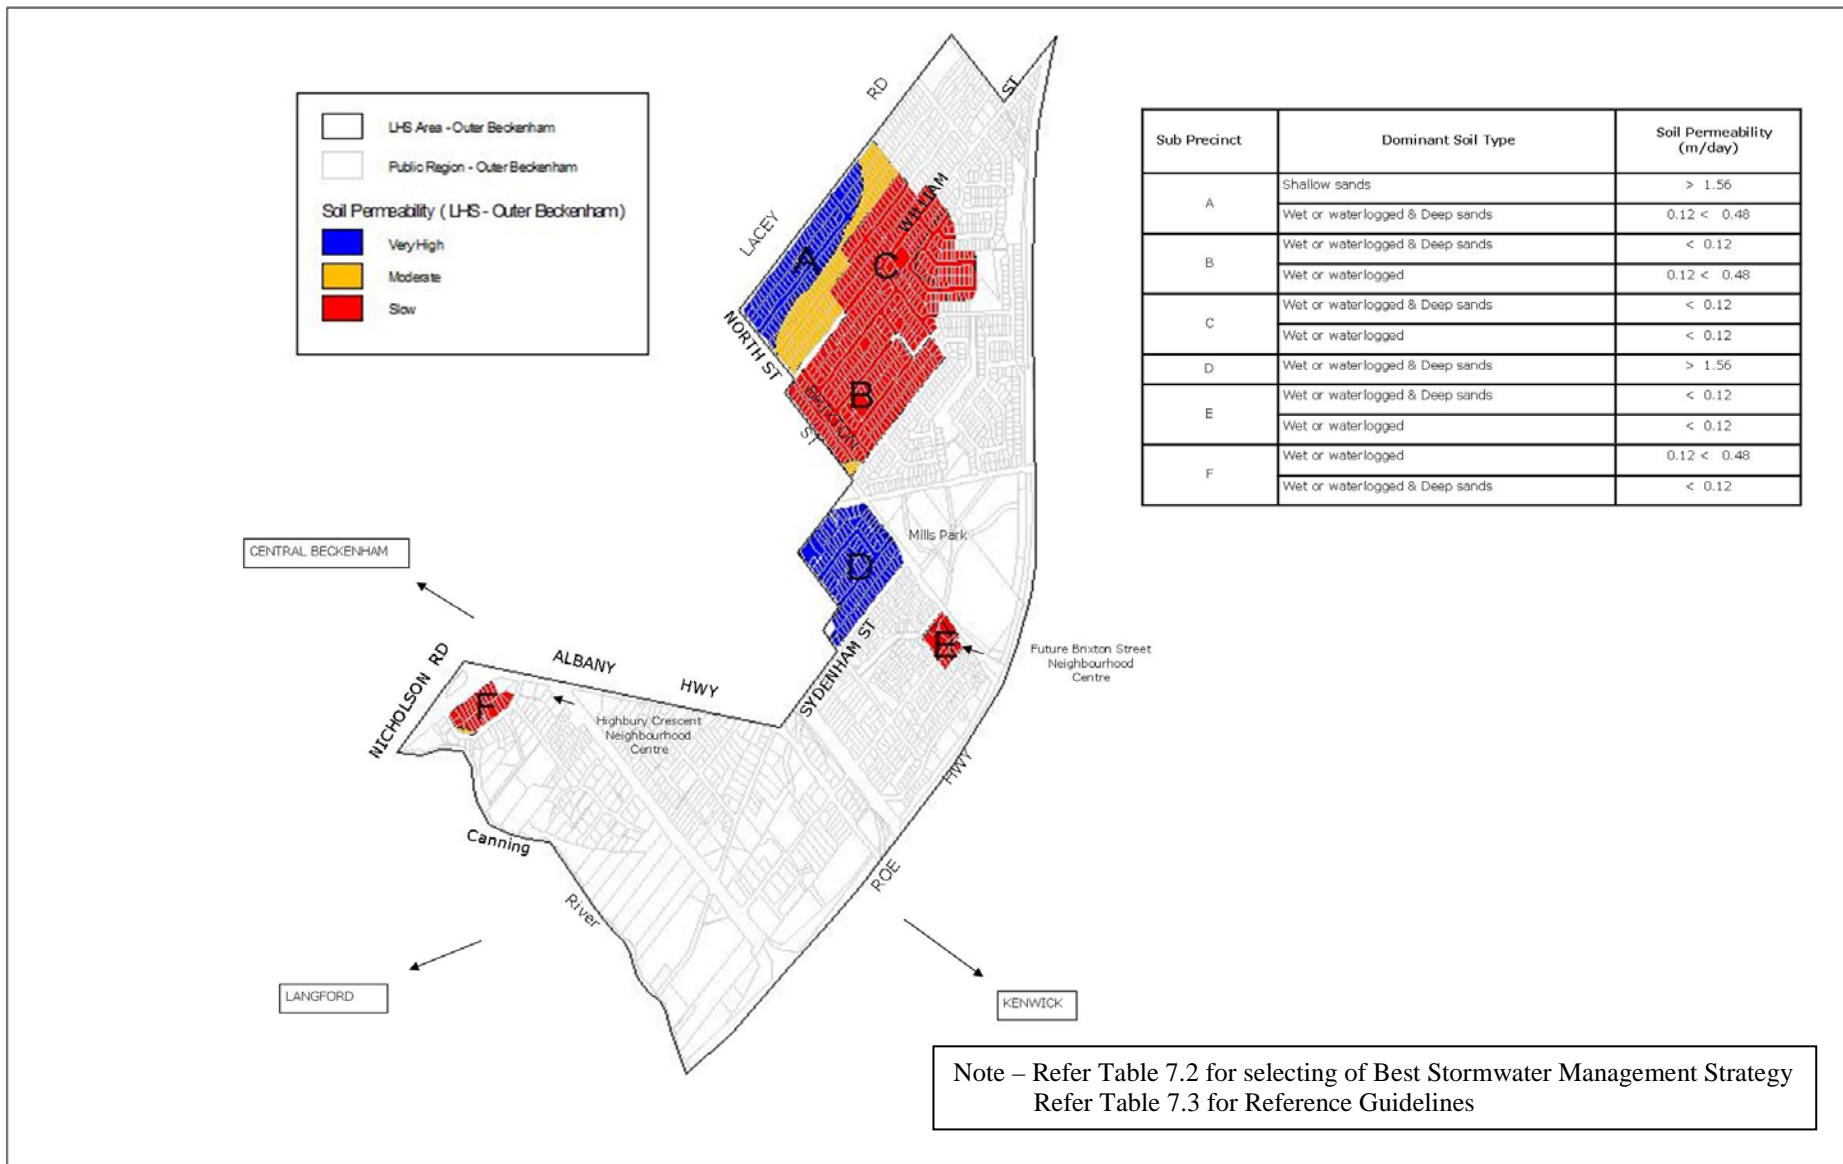 LHS Area - Outer Beckenham
Public Region - Outer Beckenham
Soil Permeability ( LHS - Outer Beckenham )
Very High
Moderate
Slow
RD
ST
LACEY
WILLIAM
A
C
NORTH ST
B
BRIXTON
ST
Mills Park
D
SYDENHAM ST
E
Future Brixton Street
Neighbourhood
Centre
CENTRAL BECKENHAM
NICHOLSON RD
ALBANY
HWY
F
Highbury Crescent
Neighbourhood
Centre
Canning
River
HWY
ROE
LANGFORD
KENWICK
Sub Precinct Dominant Soil Type Soil Permeability
(m/day)
A Shallow sands > 1.56
Wet or waterlogged & Deep sands 0.12 < 0.48
B Wet or waterlogged & Deep sands < 0.12
Wet or waterlogged 0.12 < 0.48
C Wet or waterlogged & Deep sands < 0.12
Wet or waterlogged < 0.12
D Wet or waterlogged & Deep sands > 1.56
E Wet or waterlogged & Deep sands < 0.12
Wet or waterlogged < 0.12
F Wet or waterlogged 0.12 < 0.48
Wet or waterlogged & Deep sands < 0.12
Note – Refer Table 7.2 for selecting of Best Stormwater Management Strategy
Refer Table 7.3 for Reference Guidelines